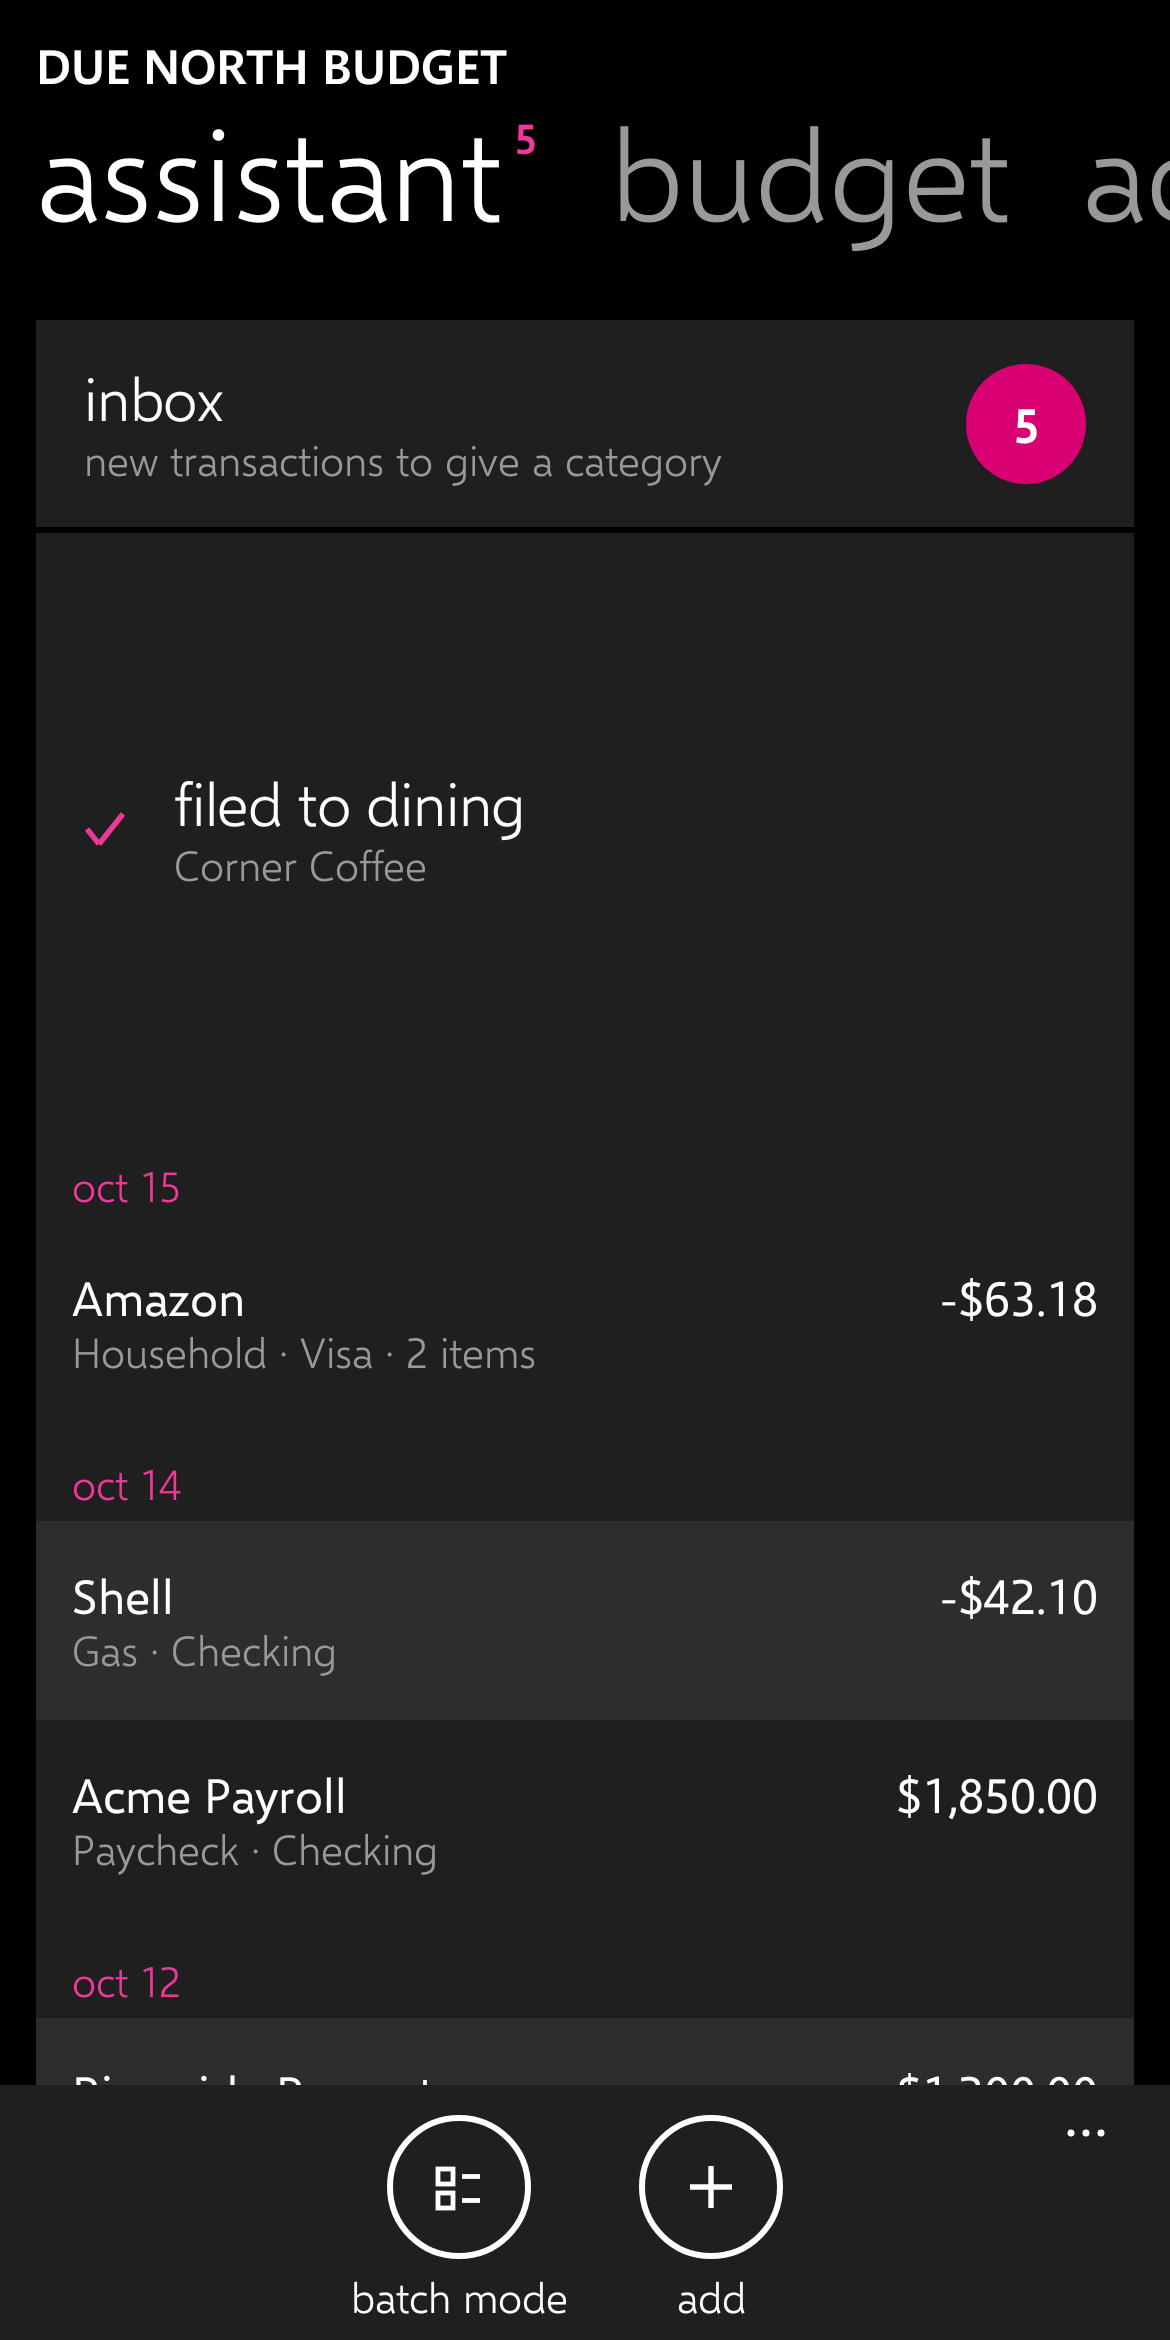 DUE NORTH BUDGET
assistant 5 budget
inbox
new transactions to give a category
5
filed to dining
Corner Coffee
oct 15
Amazon -$63.18
Household · Visa · 2 items
oct 14
Shell -$42.10
Gas · Checking
Acme Payroll $1,850.00
Paycheck · Checking
oct 12
batch mode add